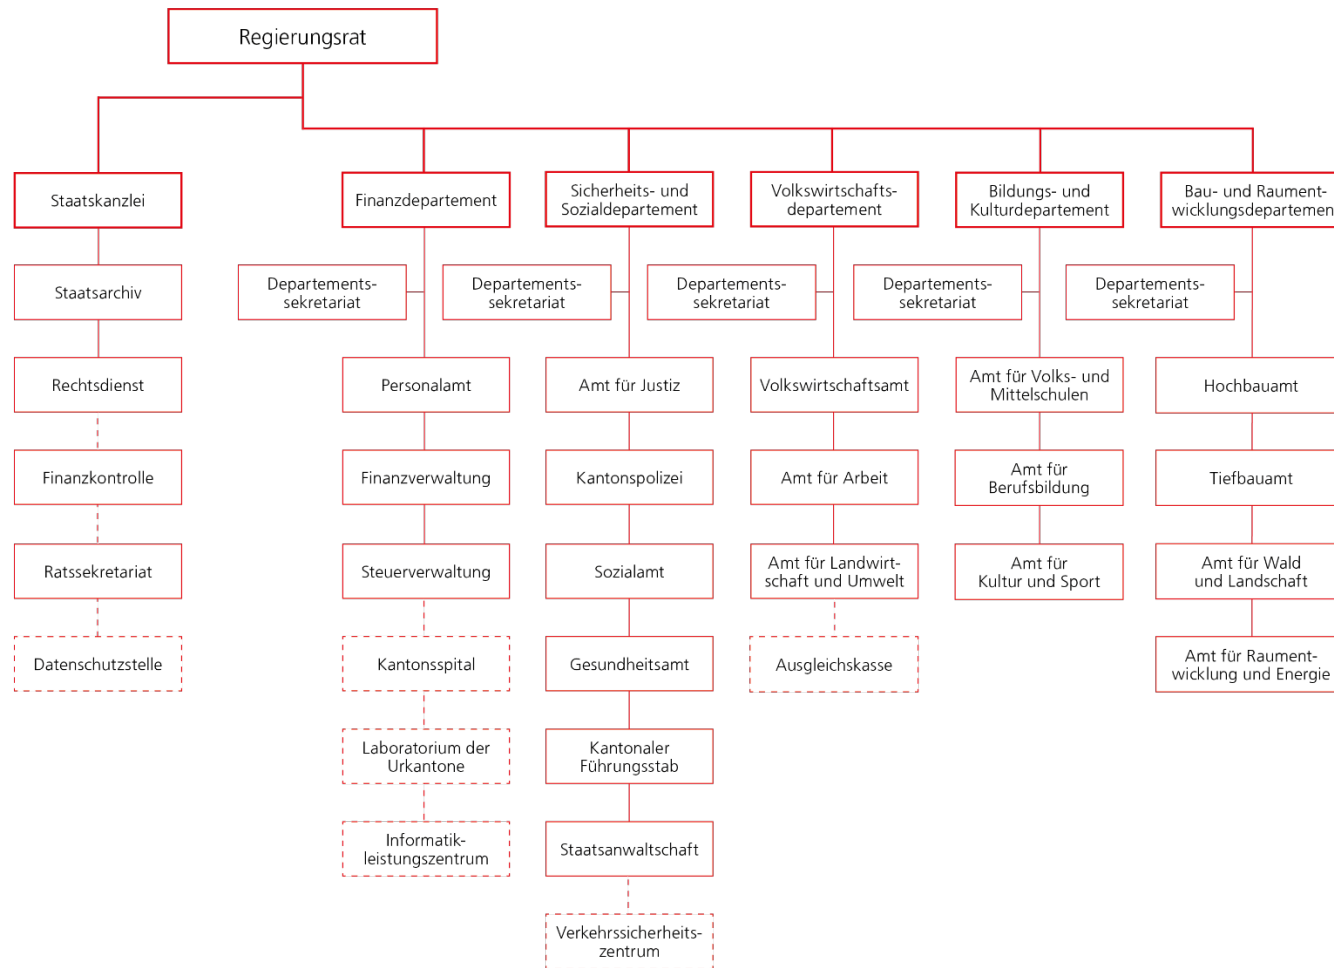 Regierungsrat
Staatskanzlei
Finanzdepartement
Sicherheits- und
Sozialdepartement
Volkswirtschafts-
departement
Bildungs- und
Kulturdepartement
Bau- und Raument-
wicklungsdepartemen
Staatsarchiv
Departements-
sekretariat
Departements-
sekretariat
Departements-
sekretariat
Departements-
sekretariat
Departements-
sekretariat
Rechtsdienst
Personalamt
Amt für Justiz
Volkswirtschaftsamt
Amt für Volks- und
Mittelschulen
Hochbauamt
Finanzkontrolle
Finanzverwaltung
Kantonspolizei
Amt für Arbeit
Amt für
Berufsbildung
Tiefbauamt
Ratssekretariat
Steuerverwaltung
Sozialamt
Amt für Landwirt-
schaft und Umwelt
Amt für
Kultur und Sport
Amt für Wald
und Landschaft
Datenschutzstelle
Kantonsspital
Gesundheitsamt
Ausgleichskasse
Amt für Raument-
wicklung und Energie
Laboratorium der
Urkantone
Kantonaler
Führungsstab
Informatik-
leistungszentrum
Staatsanwaltschaft
Verkehrssicherheits-
zentrum